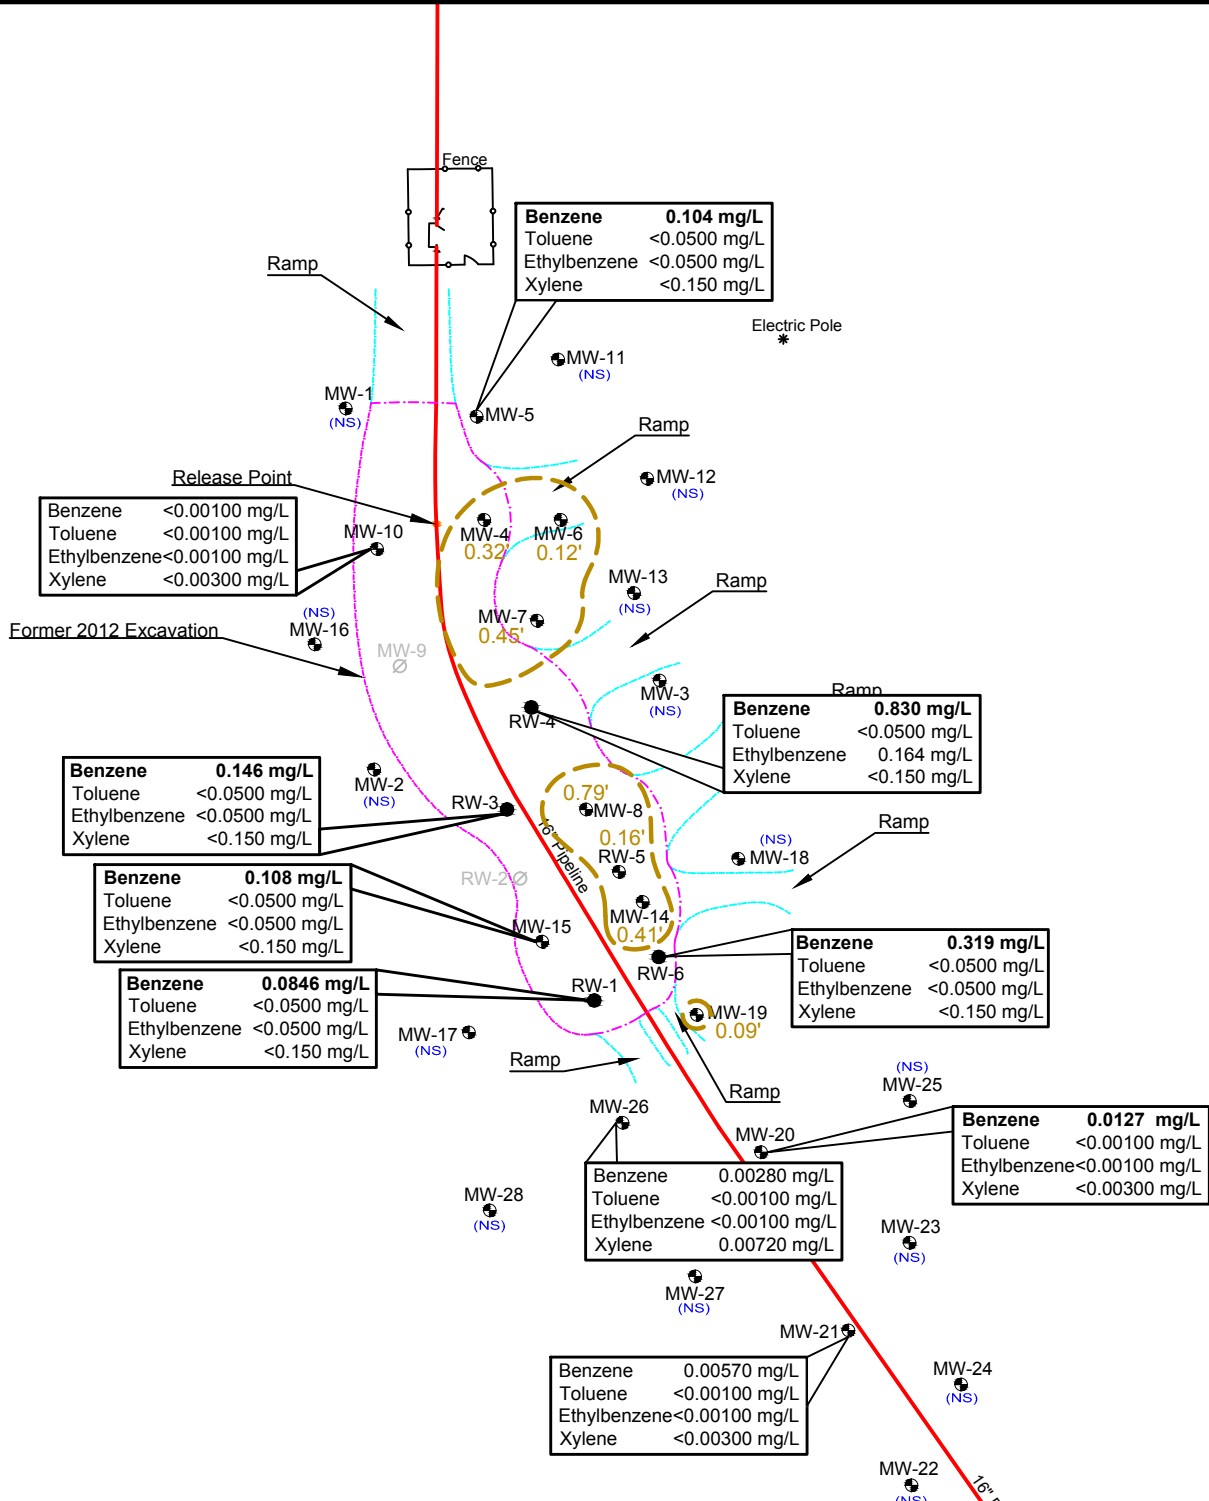 Fence
Benzene 0.104 mg/L
Toluene <0.0500 mg/L
Ethylbenzene <0.0500 mg/L
Xylene <0.150 mg/L
Ramp
Electric Pole
MW-11
(NS)
MW-1
(NS)
MW-5
Ramp
Release Point
MW-12
(NS)
Benzene <0.00100 mg/L
Toluene <0.00100 mg/L
Ethylbenzene<0.00100 mg/L
Xylene <0.00300 mg/L
MW-10
MW-4
0.32'
MW-6
0.12'
MW-13
(NS)
Ramp
(NS)
MW-16
MW-7
0.45'
Former 2012 Excavation
MW-9
MW-3
(NS)
Ramp
RW-4
Benzene 0.830 mg/L
Toluene <0.0500 mg/L
Ethylbenzene 0.164 mg/L
Xylene <0.150 mg/L
Benzene 0.146 mg/L
Toluene <0.0500 mg/L
Ethylbenzene <0.0500 mg/L
Xylene <0.150 mg/L
MW-2
(NS)
RW-3
0.79'
MW-8
0.16'
RW-5
16" Pipeline
Ramp
(NS)
MW-18
Benzene 0.108 mg/L
Toluene <0.0500 mg/L
Ethylbenzene <0.0500 mg/L
Xylene <0.150 mg/L
RW-2
MW-14
0.41'
MW-15
RW-6
Benzene 0.319 mg/L
Toluene <0.0500 mg/L
Ethylbenzene <0.0500 mg/L
Xylene <0.150 mg/L
Benzene 0.0846 mg/L
Toluene <0.0500 mg/L
Ethylbenzene <0.0500 mg/L
Xylene <0.150 mg/L
RW-1
MW-19
0.09'
MW-17
(NS)
Ramp
Ramp
(NS)
MW-25
MW-26
MW-20
Benzene 0.0127 mg/L
Toluene <0.00100 mg/L
Ethylbenzene<0.00100 mg/L
Xylene <0.00300 mg/L
Benzene 0.00280 mg/L
Toluene <0.00100 mg/L
Ethylbenzene <0.00100 mg/L
Xylene 0.00720 mg/L
MW-28
(NS)
MW-23
(NS)
MW-27
(NS)
MW-21
Benzene 0.00570 mg/L
Toluene <0.00100 mg/L
Ethylbenzene<0.00100 mg/L
Xylene <0.00300 mg/L
MW-24
(NS)
MW-22
(NS)
16"